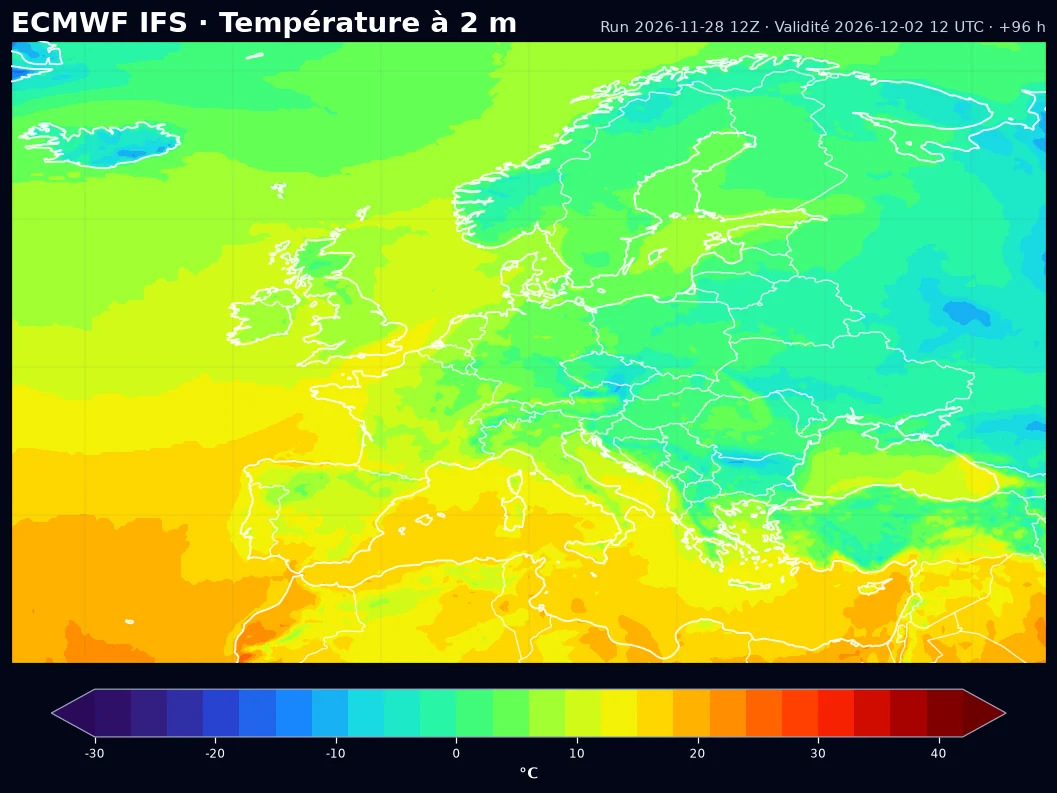 ECMWF IFS · Température à 2 m
Run 2026-11-28 12Z · Validité 2026-12-02 12 UTC · +96 h
-30 -20 -10 0 10 20 30 40
°C